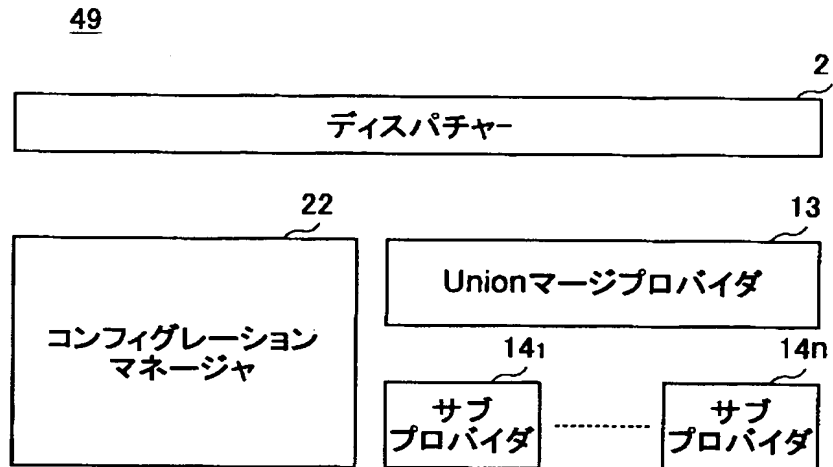 49
2
ディスパチャー
22
13
コンフィグレーション
マネージャ
Unionマージプロバイダ
141
14n
サブ
プロバイダ
サブ
プロバイダ